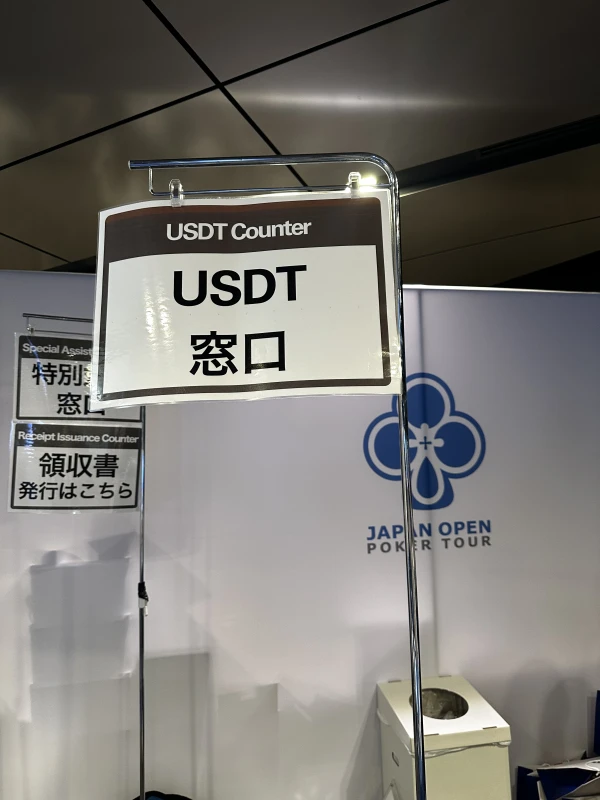 USDT Counter
USDT
窓口
Special
特別
窓口
Receipt Issuance Counter
領収書
発行はこちら
JAPAN OPEN
POKER TOUR